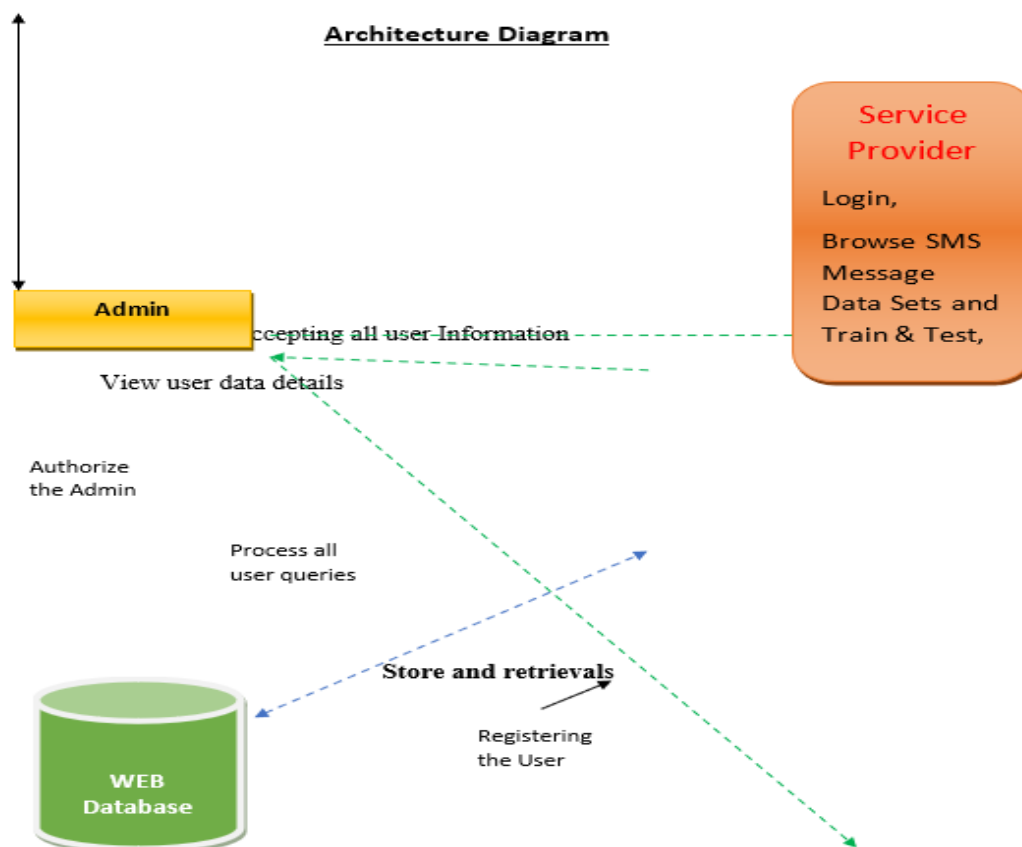 Architecture Diagram
Service
Provider
Login,
Browse SMS
Message
Data Sets and
Train & Test,
Admin
ccepting all user Information
View user data details
Authorize
the Admin
Process all
user queries
Store and retrievals
Registering
the User
WEB
Database